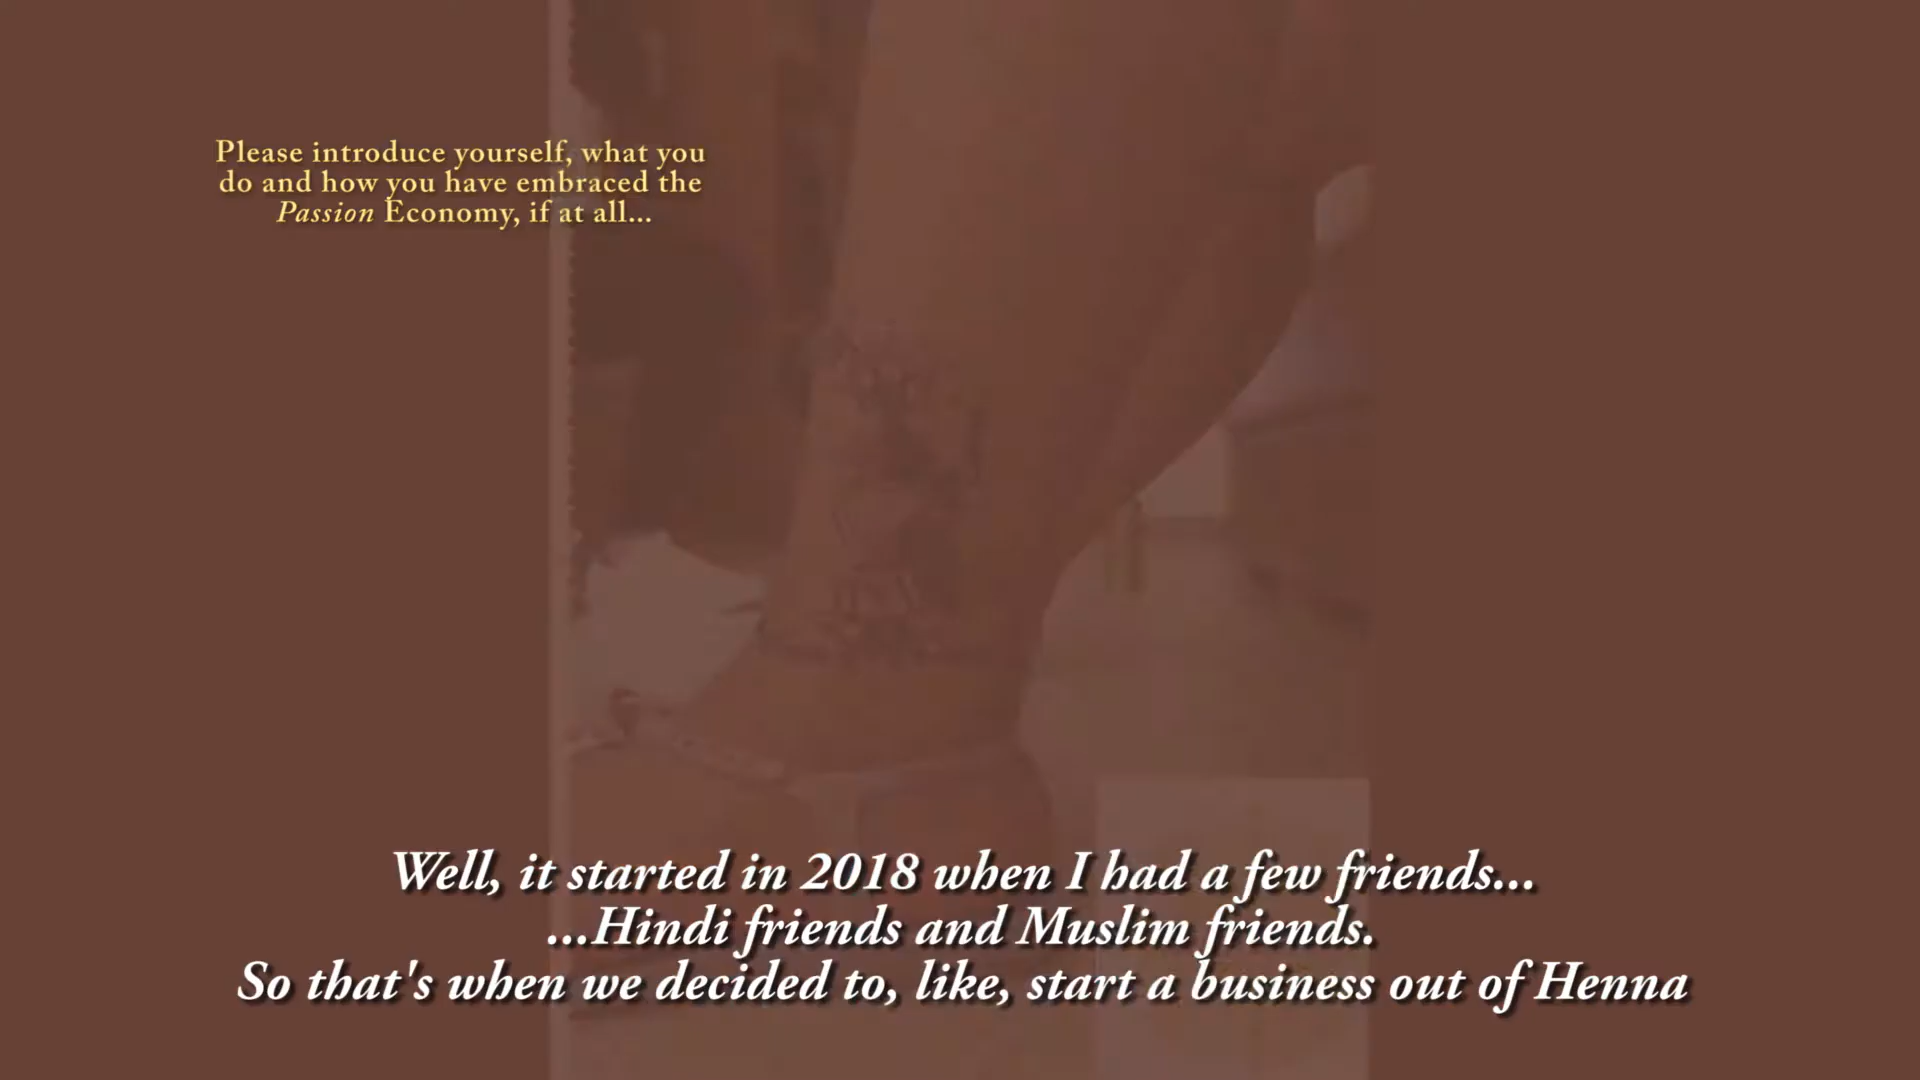 Please introduce yourself, what you
do and how you have embraced the
Passion Economy, if at all...
Well, it started in 2018 when I had a few friends...
...Hindi friends and Muslim friends.
So that's when we decided to, like, start a business out of Henna